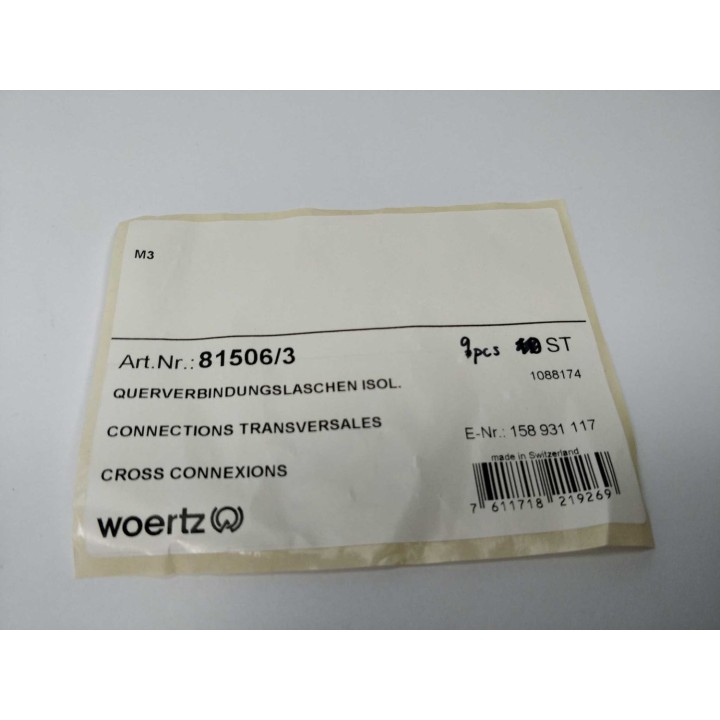 M3
Art.Nr.: 81506/3
9pcs ST
1088174
QUERVERBINDUNGSLASCHEN ISOL.
CONNECTIONS TRANSVERSALES
E-Nr.: 158 931 117
CROSS CONNEXIONS
made in Switzerland
7 611718 219269
woertz